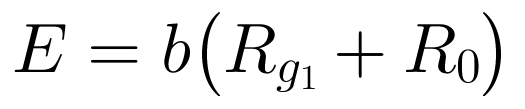 E = b(R_{g_1} + R_0)